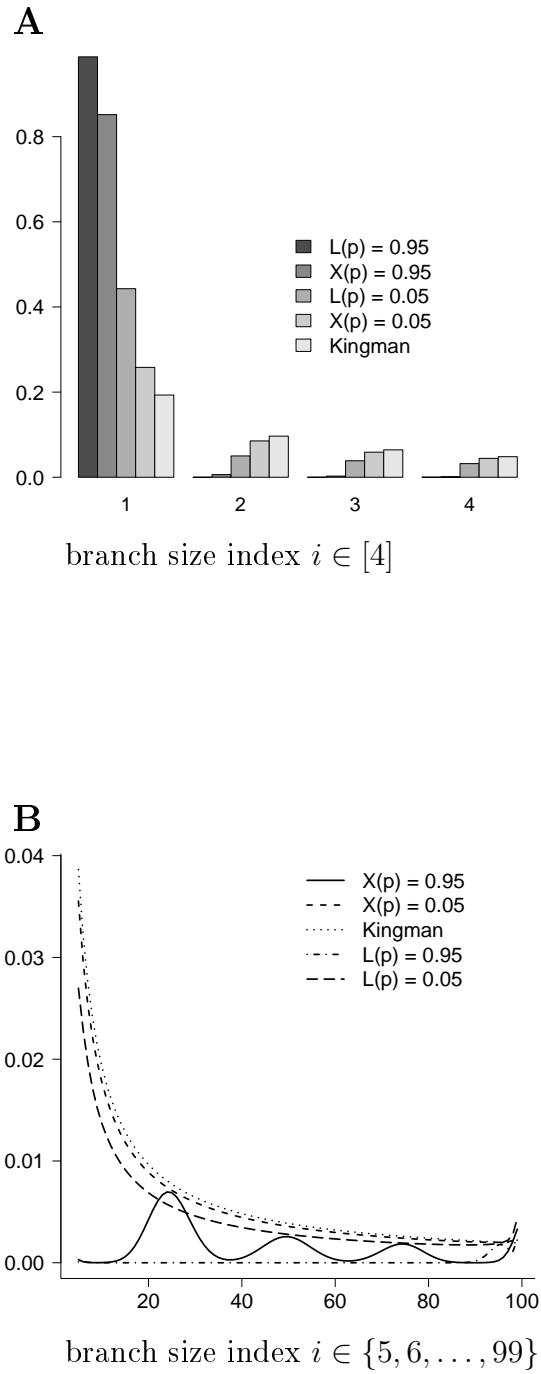 A
0.8
0.6
0.4
0.2
0.0
L(p) = 0.95
X(p) = 0.95
L(p) = 0.05
X(p) = 0.05
Kingman
1 2 3 4
branch size index i ∈ [4]
B
0.04
0.03
0.02
0.01
0.00
X(p) = 0.95
X(p) = 0.05
Kingman
L(p) = 0.95
L(p) = 0.05
20 40 60 80 100
branch size index i ∈ {5, 6, . . . , 99}